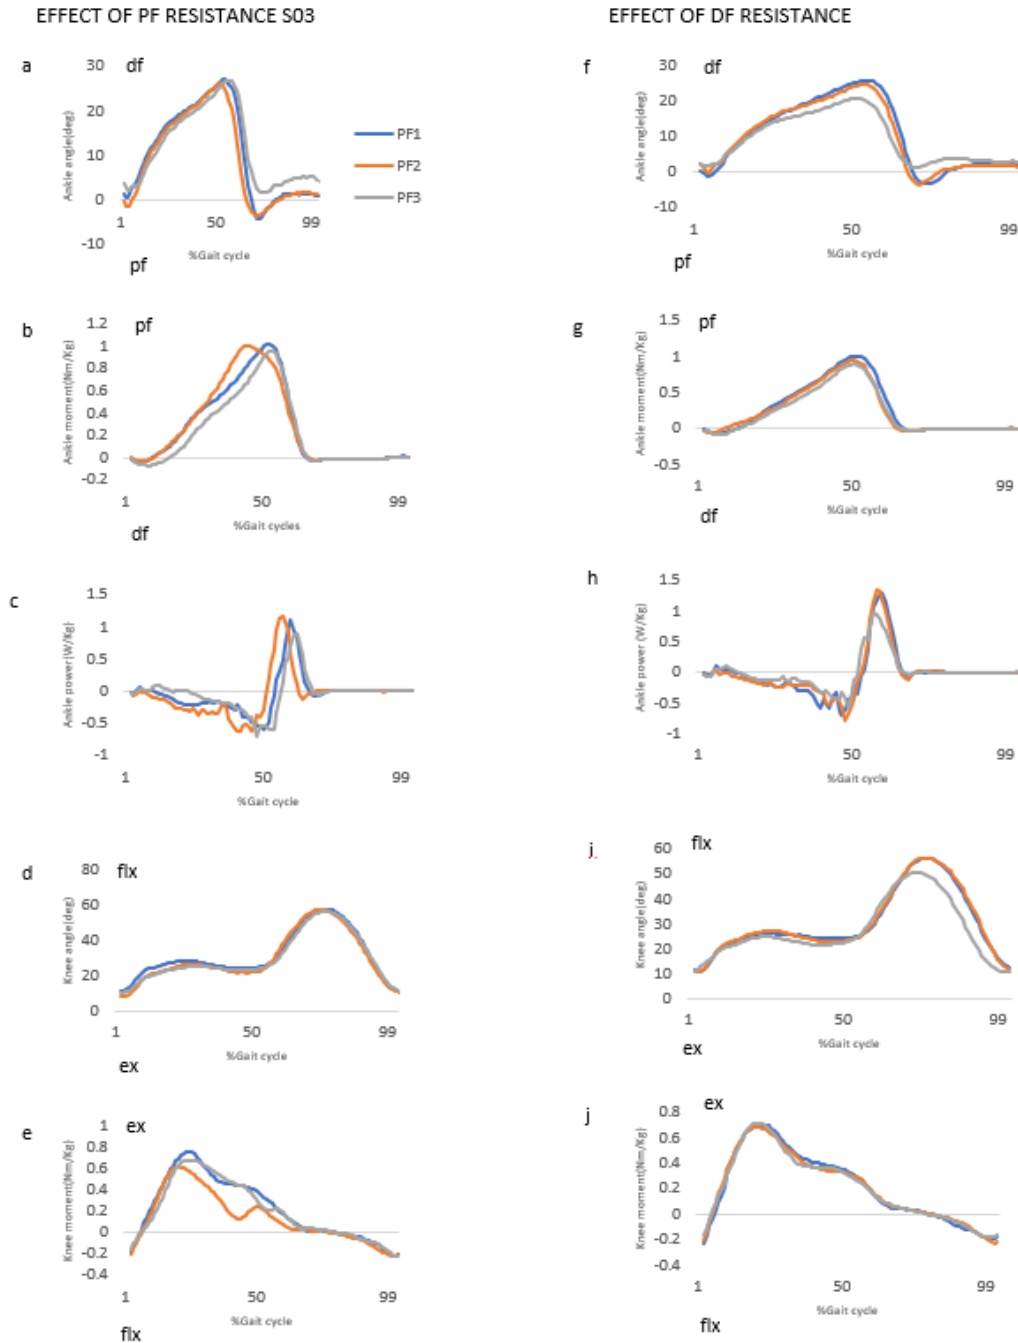 EFFECT OF PF RESISTANCE S03
a
df
Ankle angle(deg)
30
20
10
0
-10
1
50
99
%Gait cycle
pf
PF1
PF2
PF3
b
pf
Ankle moment(Nm/Kg)
1.2
1
0.8
0.6
0.4
0.2
0
-0.2
1
50
99
%Gait cycles
df
c
Ankle power(W/Kg)
1.5
1
0.5
0
-0.5
-1
1
50
99
%Gait cycle
d
flx
Knee angle(deg)
80
60
40
20
0
1
50
99
%Gait cycle
ex
e
ex
Knee moment(Nm/Kg)
1
0.8
0.6
0.4
0.2
0
-0.2
-0.4
1
50
99
%Gait cycle
flx
EFFECT OF DF RESISTANCE
f
df
Ankle angle(deg)
30
20
10
0
-10
1
50
99
%Gait cycle
pf
g
pf
Ankle moment(Nm/Kg)
1.5
1
0.5
0
-0.5
1
50
99
%Gait cycle
df
h
Ankle power (W/Kg)
1.5
1
0.5
0
-0.5
-1
1
50
99
%Gait cycle
j
flx
Knee angle(deg)
60
50
40
30
20
10
0
1
50
99
%Gait cycle
ex
j
ex
Knee moment(Nm/Kg)
0.8
0.6
0.4
0.2
0
-0.2
-0.4
1
50
99
%Gait cycle
flx